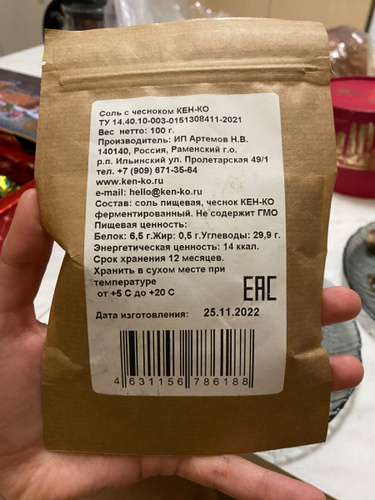 Соль с чесноком КЕН-КО
ТУ 14.40.10-003-0151308411-2021
Вес нетто: 100 г.
Производитель: ИП Артемов Н.В.
140140, Россия, Раменский г.о.
р.п. Ильинский ул. Пролетарская 49/1
тел. +7 (909) 671-35-64
www.ken-ko.ru
e-mail: hello@ken-ko.ru
Состав: соль пищевая, чеснок КЕН-КО
ферментированный. Не содержит ГМО
Пищевая ценность:
Белок: 6,5 г.Жир: 0,5 г.Углеводы: 29,9 г.
Энергетическая ценность: 14 ккал.
Срок хранения 12 месяцев.
Хранить в сухом месте при
температуре
от +5 С до +20 С
ЕАС
Дата изготовления: 25.11.2022
4 631156 786188